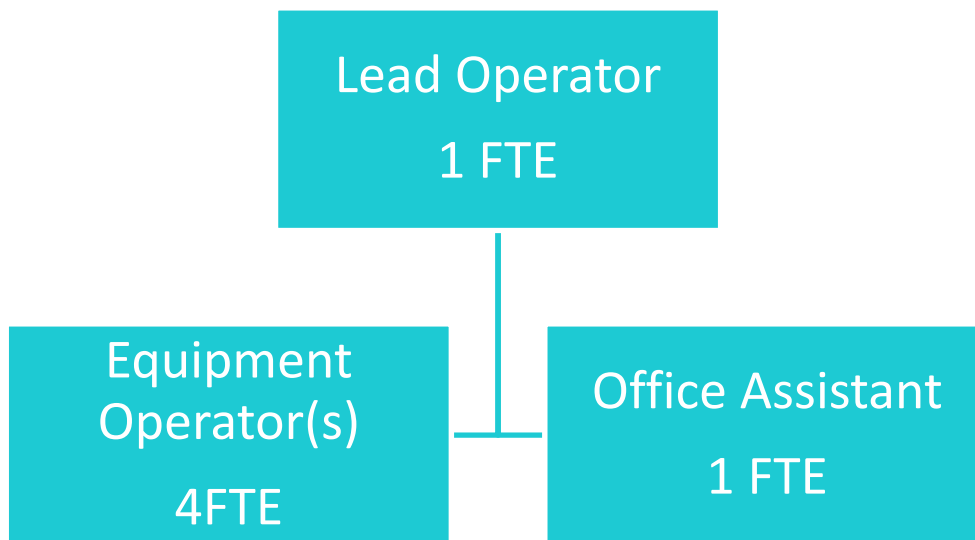 Lead Operator
1 FTE
Equipment
Operator(s)
4FTE
Office Assistant
1 FTE